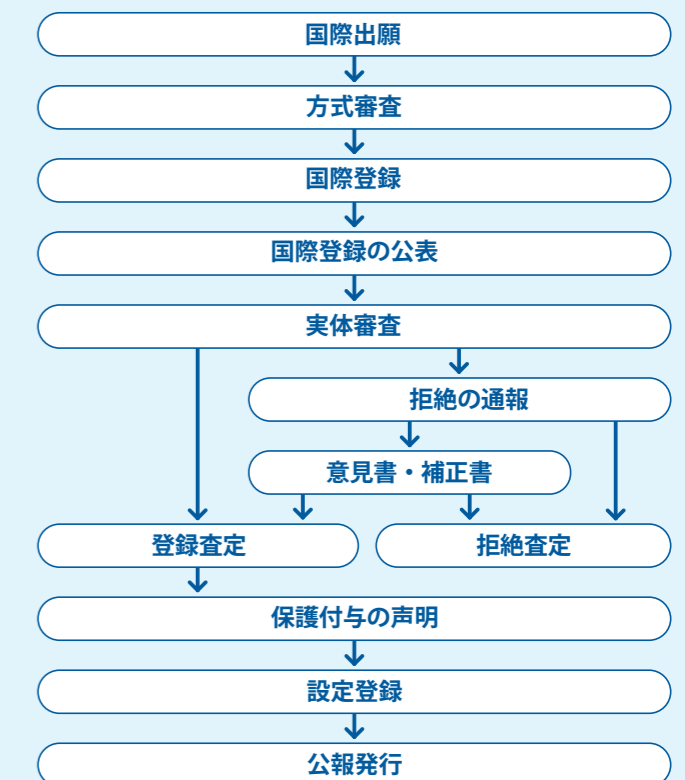 国際出願
方式審査
国際登録
国際登録の公表
実体審査
拒絶の通報
意見書・補正書
登録査定
拒絶査定
保護付与の声明
設定登録
公報発行